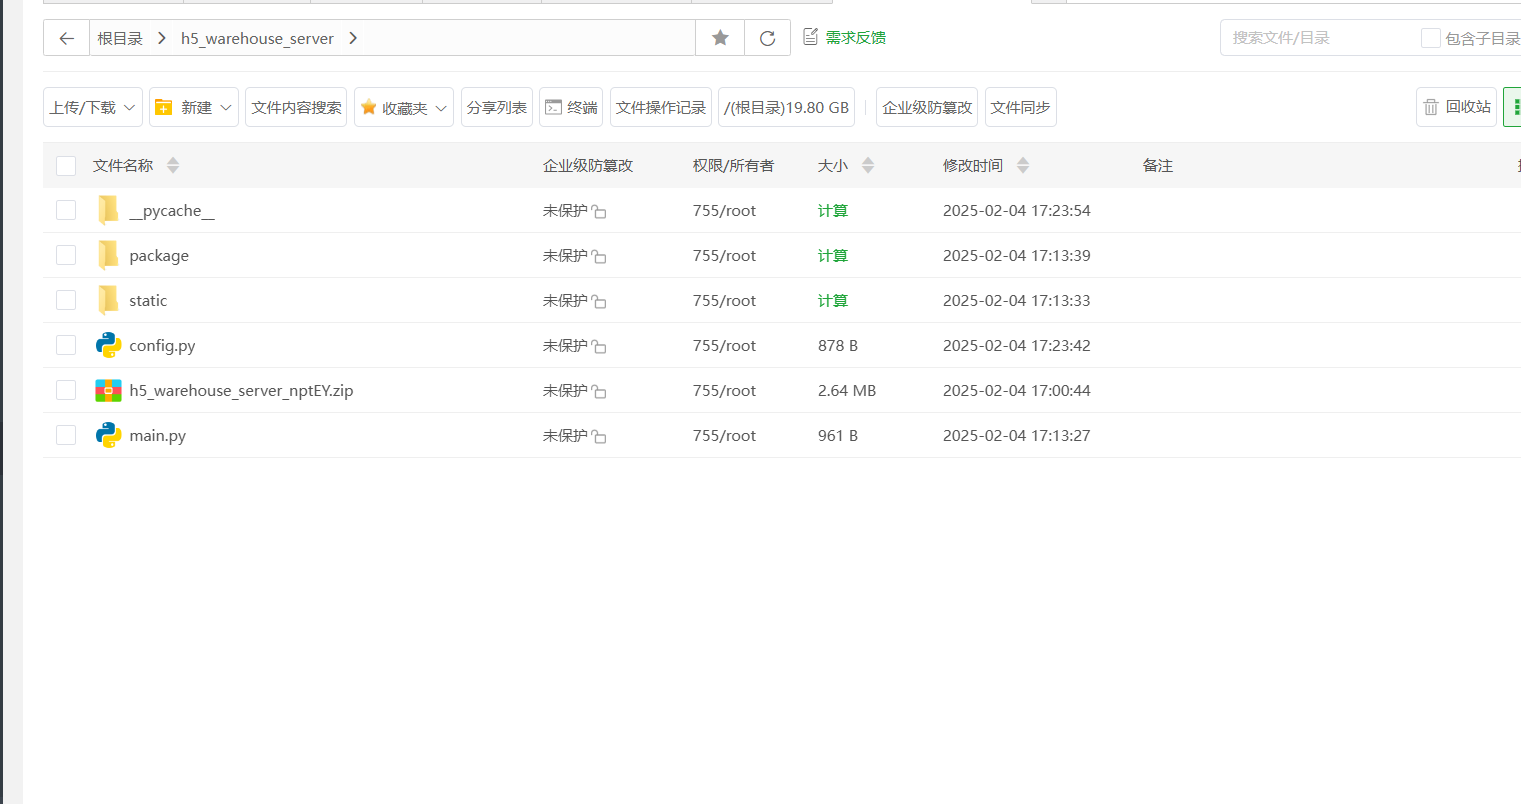 根目录 h5_warehouse_server 需求反馈 搜索文件/目录 包含子目录
上传/下载 新建 文件内容搜索 收藏夹 分享列表 终端 文件操作记录 /(根目录)19.80 GB 企业级防篡改 文件同步 回收站
文件名称 企业级防篡改 权限/所有者 大小 修改时间 备注
__pycache__ 未保护 755/root 计算 2025-02-04 17:23:54
package 未保护 755/root 计算 2025-02-04 17:13:39
static 未保护 755/root 计算 2025-02-04 17:13:33
config.py 未保护 755/root 878 B 2025-02-04 17:23:42
h5_warehouse_server_nptEY.zip 未保护 755/root 2.64 MB 2025-02-04 17:00:44
main.py 未保护 755/root 961 B 2025-02-04 17:13:27